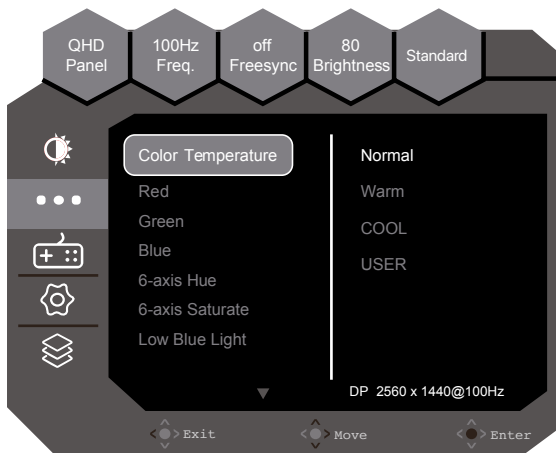 QHD
Panel
100Hz
Freq.
off
Freesync
80
Brightness
Standard
Color Temperature
Red
Green
Blue
6-axis Hue
6-axis Saturate
Low Blue Light
Normal
Warm
COOL
USER
DP 2560 x 1440@100Hz
Exit
Move
Enter